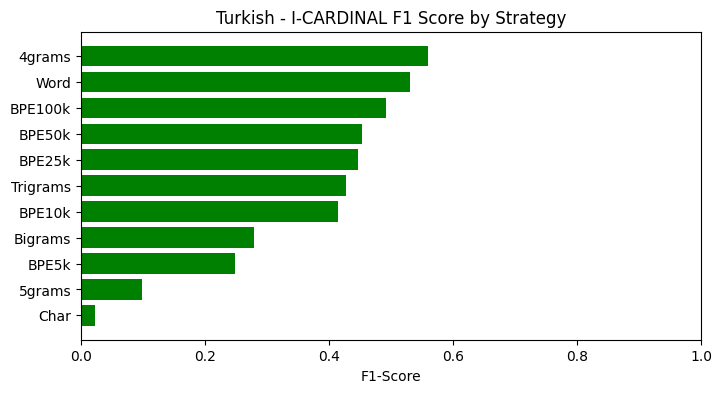 Turkish - I-CARDINAL F1 Score by Strategy
4grams
Word
BPE100k
BPE50k
BPE25k
Trigrams
BPE10k
Bigrams
BPE5k
5grams
Char
0.0 0.2 0.4 0.6 0.8 1.0
F1-Score